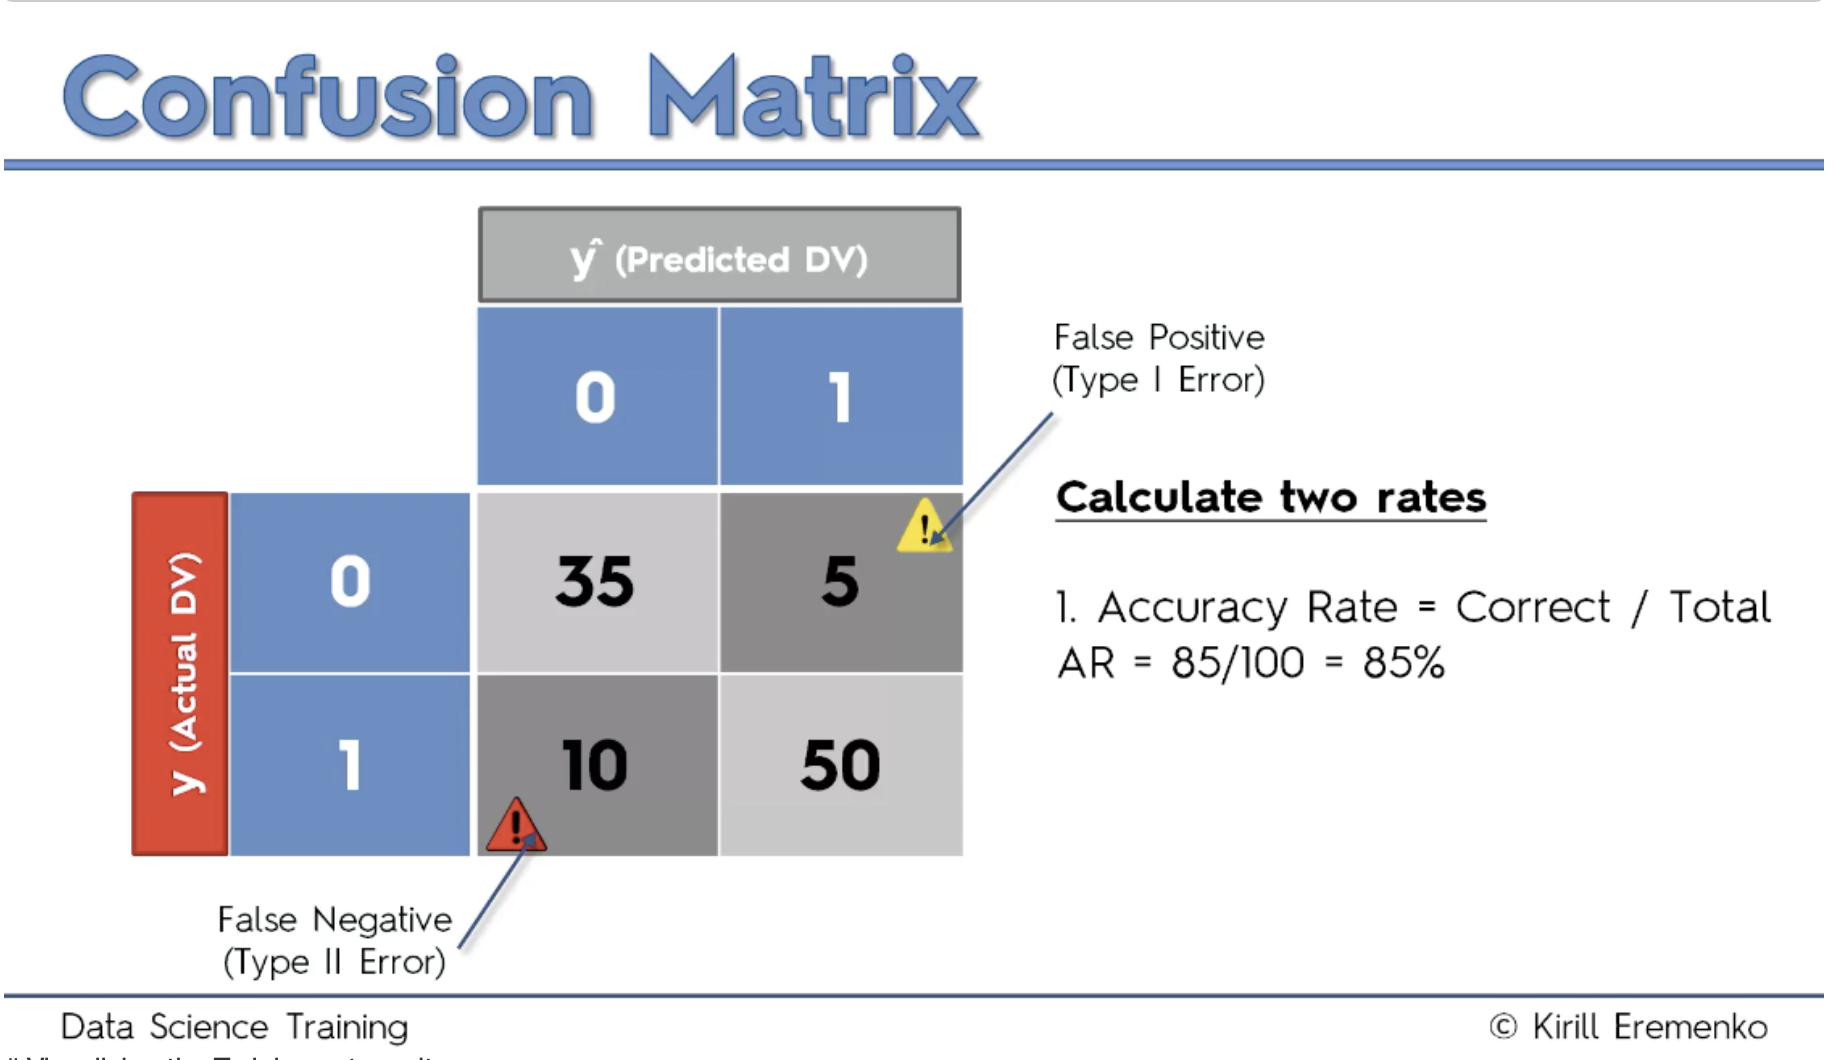 Confusion Matrix
ŷ (Predicted DV)
0 1
False Positive
(Type I Error)
Calculate two rates
y (Actual DV)
0 35 5
1 10 50
1. Accuracy Rate = Correct / Total
AR = 85/100 = 85%
False Negative
(Type II Error)
Data Science Training
© Kirill Eremenko